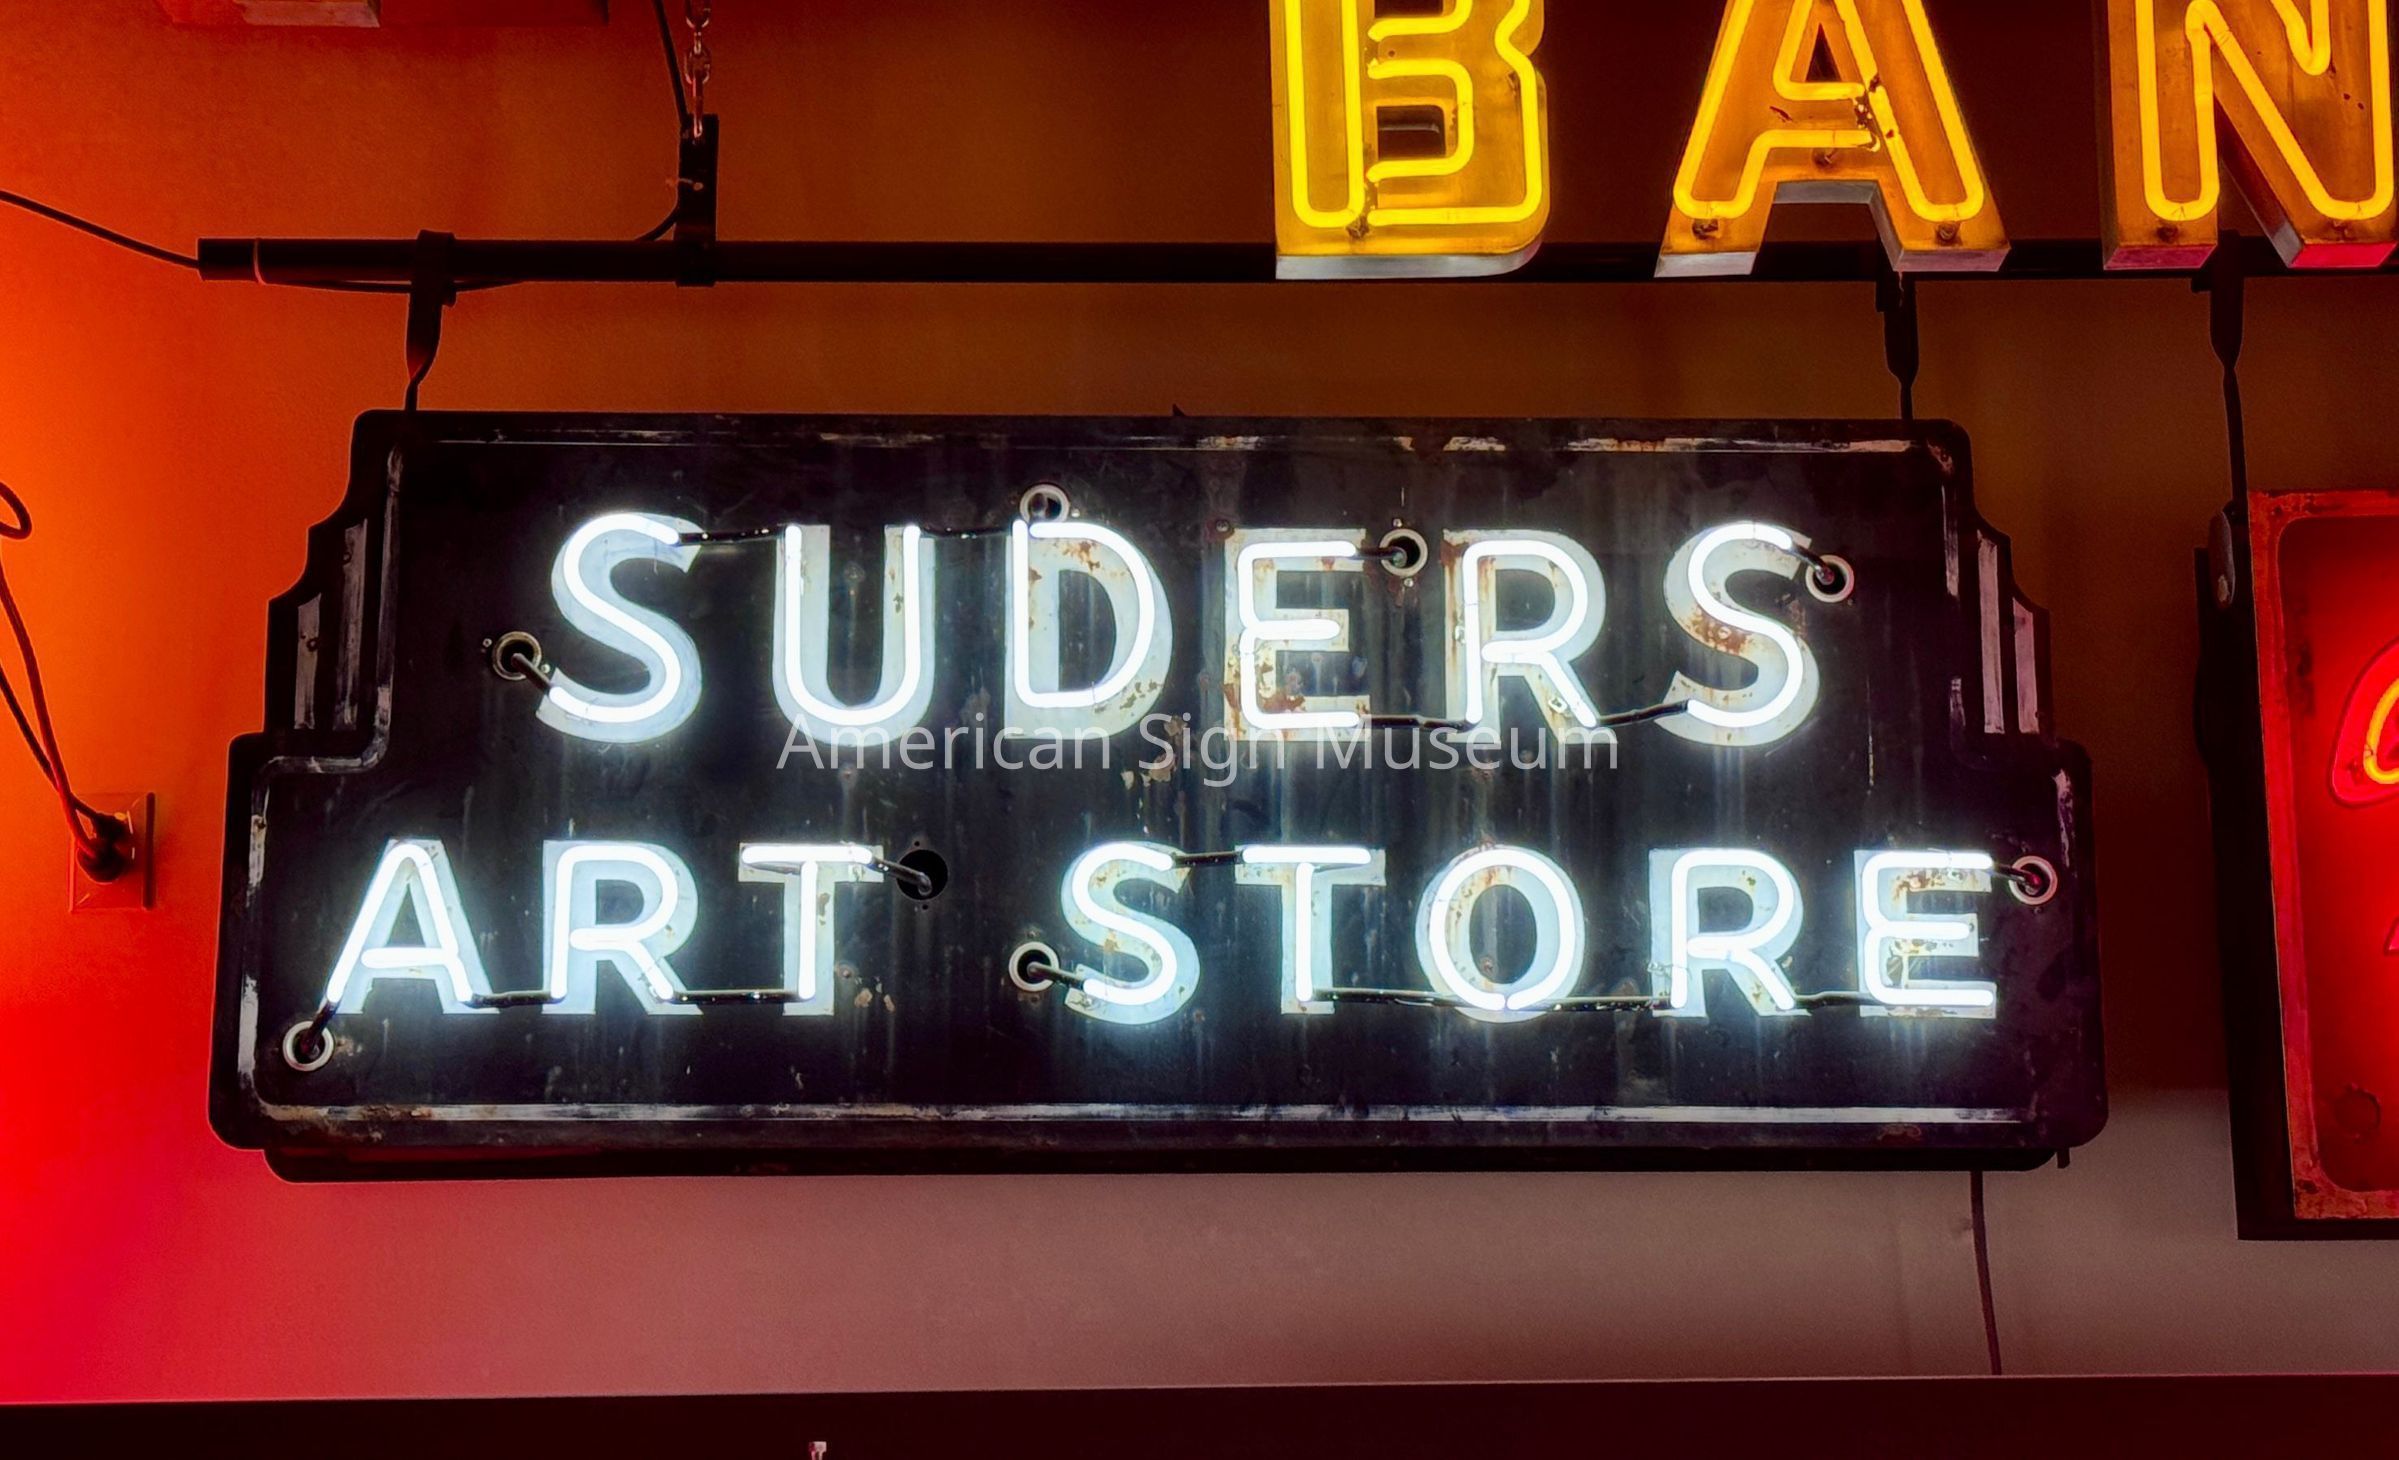 BAN
SUDERS
American Sign Museum
ART STORE